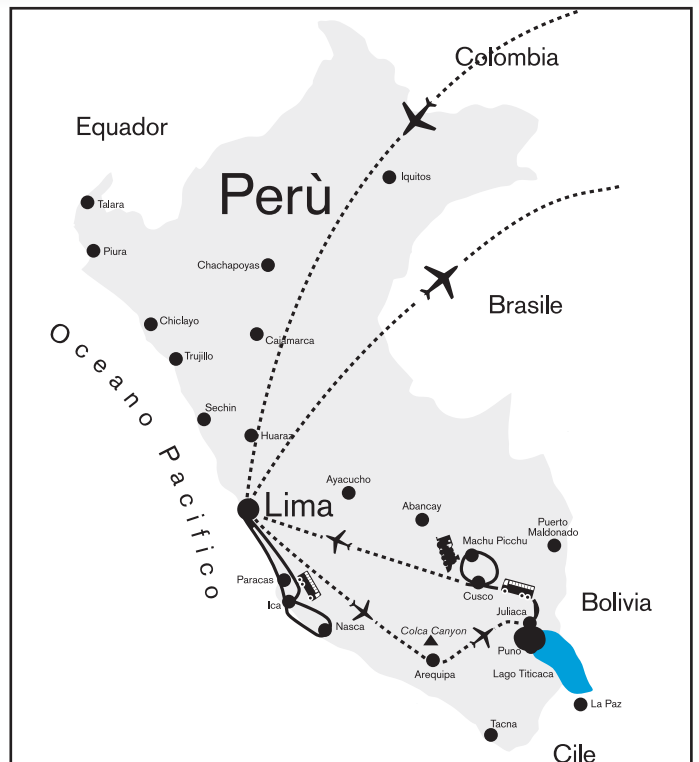 Colombia
Equador
Perù
Iquitos
Talara
Piura
Chachapoyas
Brasile
Chiclayo
Cajamarca
Trujillo
Oceano Pacifico
Sechin
Huaraz
Lima
Ayacucho
Abancay
Puerto
Maldonado
Machu Picchu
Paracas
Cusco
Bolivia
Ica
Juliaca
Nasca
Colca Canyon
Puno
Arequipa
Lago Titicaca
La Paz
Tacna
Cile